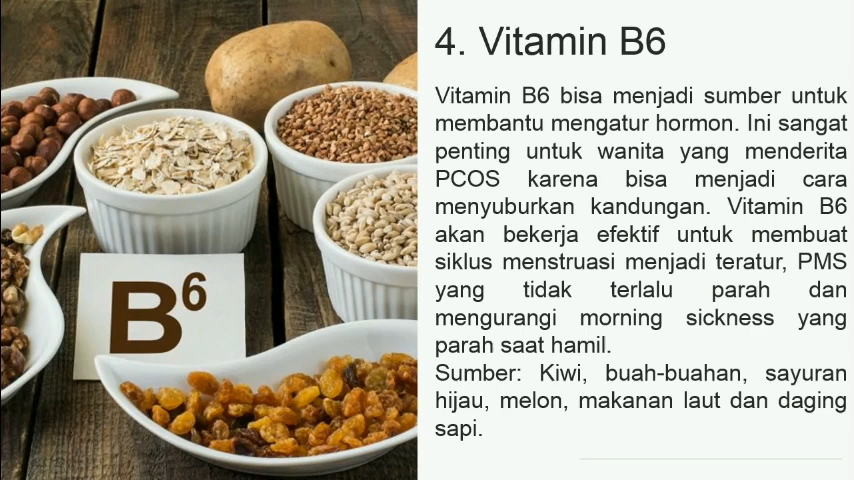 4. Vitamin B6
Vitamin B6 bisa menjadi sumber untuk
membantu mengatur hormon. Ini sangat
penting untuk wanita yang menderita
PCOS karena bisa menjadi cara
menyuburkan kandungan. Vitamin B6
akan bekerja efektif untuk membuat
siklus menstruasi menjadi teratur, PMS
yang tidak terlalu parah dan
mengurangi morning sickness yang
parah saat hamil.
Sumber: Kiwi, buah-buahan, sayuran
hijau, melon, makanan laut dan daging
sapi.
B6